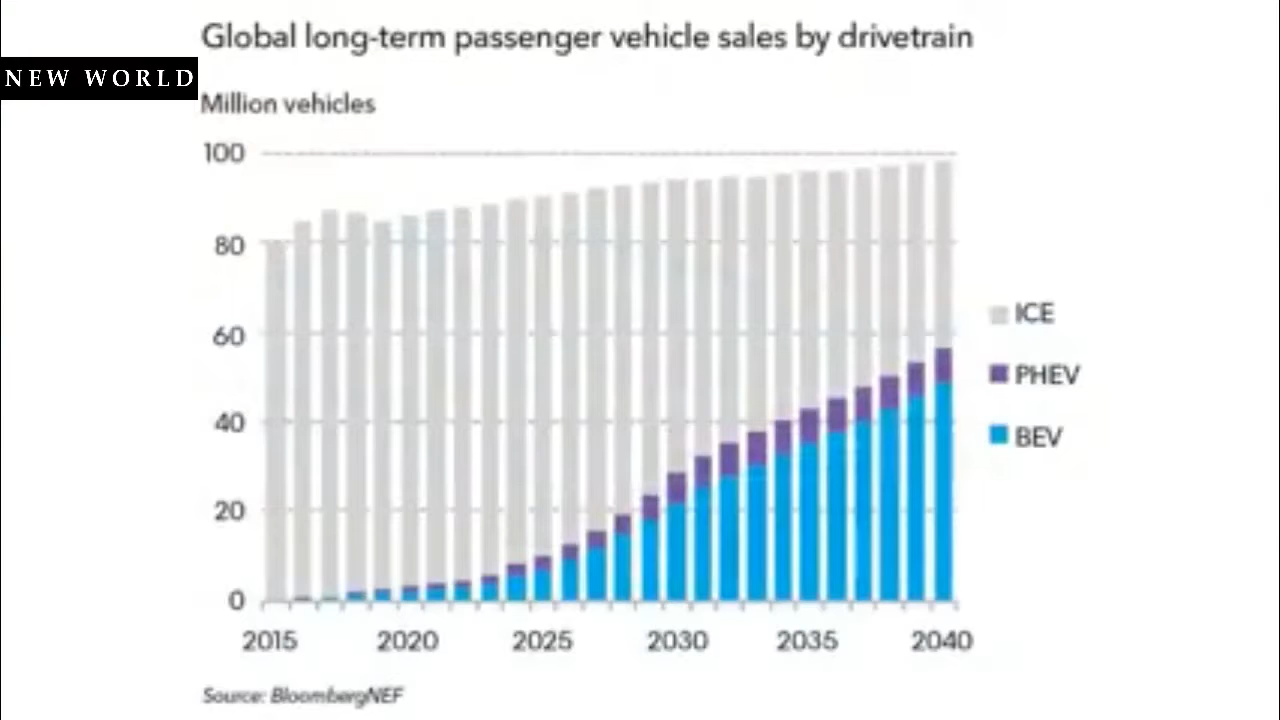 Global long-term passenger vehicle sales by drivetrain
NEW WORLD
Million vehicles
100
80
60
40
20
0
ICE
PHEV
BEV
2015 2020 2025 2030 2035 2040
Source: BloombergNEF